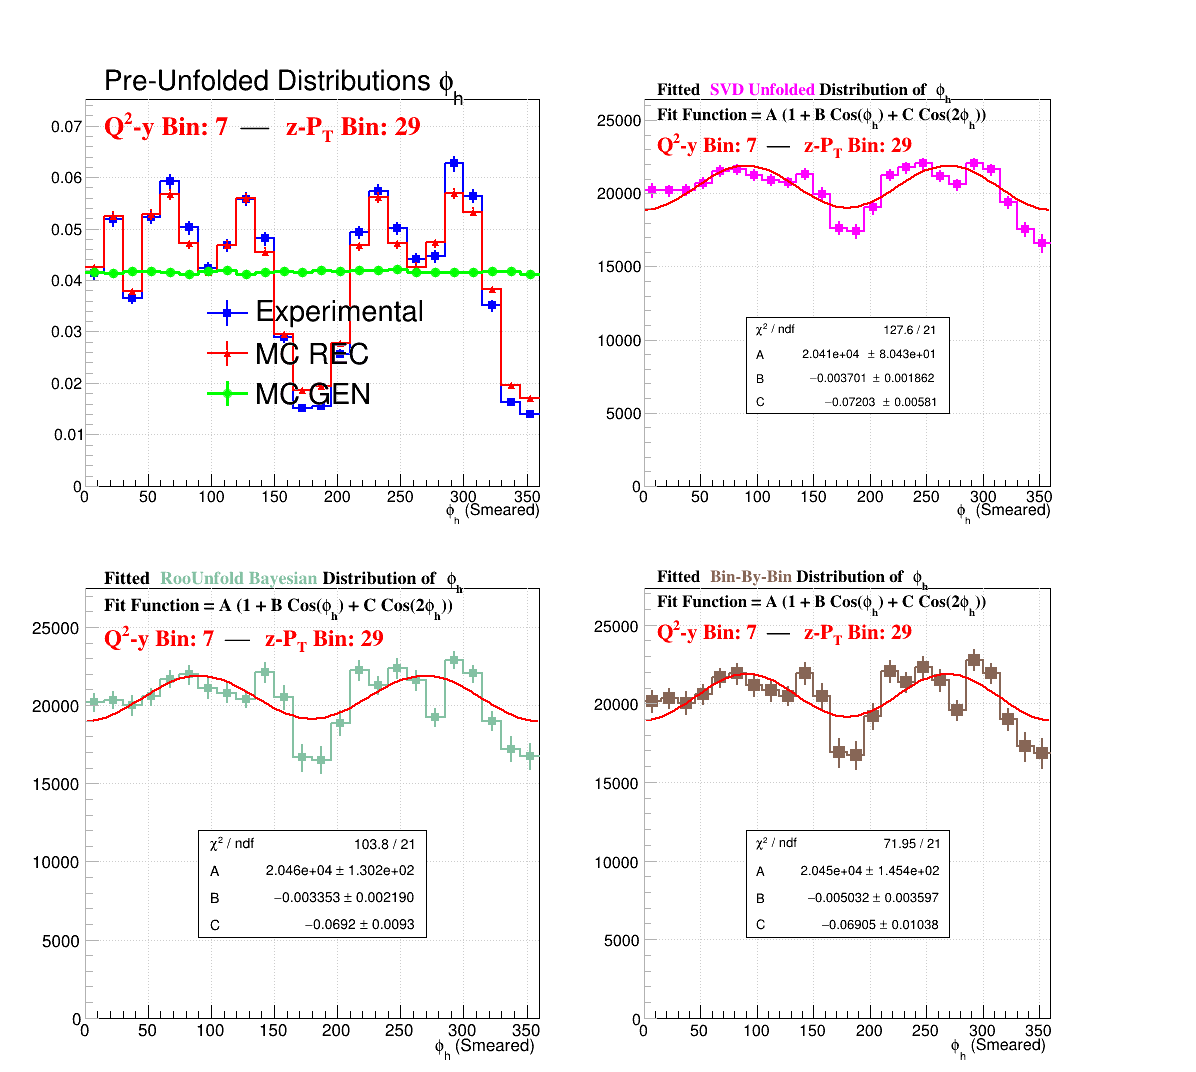 Pre-Unfolded Distributions ϕh
Q²-y Bin: 7 — z-PT Bin: 29
0.07
0.06
0.05
0.04
0.03
0.02
0.01
0
Experimental
MC REC
MC GEN
0 50 100 150 200 250 300 350
ϕh (Smeared)
Fitted SVD Unfolded Distribution of ϕh
Fit Function = A (1 + B Cos(ϕh) + C Cos(2ϕh))
Q²-y Bin: 7 — z-PT Bin: 29
25000
20000
15000
10000
5000
0
χ² / ndf 127.6 / 21
A 2.041e+04 ± 8.043e+01
B −0.003701 ± 0.001862
C −0.07203 ± 0.00581
0 50 100 150 200 250 300 350
ϕh (Smeared)
Fitted RooUnfold Bayesian Distribution of ϕh
Fit Function = A (1 + B Cos(ϕh) + C Cos(2ϕh))
Q²-y Bin: 7 — z-PT Bin: 29
25000
20000
15000
10000
5000
0
χ² / ndf 103.8 / 21
A 2.046e+04 ± 1.302e+02
B −0.003353 ± 0.002190
C −0.0692 ± 0.0093
0 50 100 150 200 250 300 350
ϕh (Smeared)
Fitted Bin-By-Bin Distribution of ϕh
Fit Function = A (1 + B Cos(ϕh) + C Cos(2ϕh))
Q²-y Bin: 7 — z-PT Bin: 29
25000
20000
15000
10000
5000
0
χ² / ndf 71.95 / 21
A 2.045e+04 ± 1.454e+02
B −0.005032 ± 0.003597
C −0.06905 ± 0.01038
0 50 100 150 200 250 300 350
ϕh (Smeared)